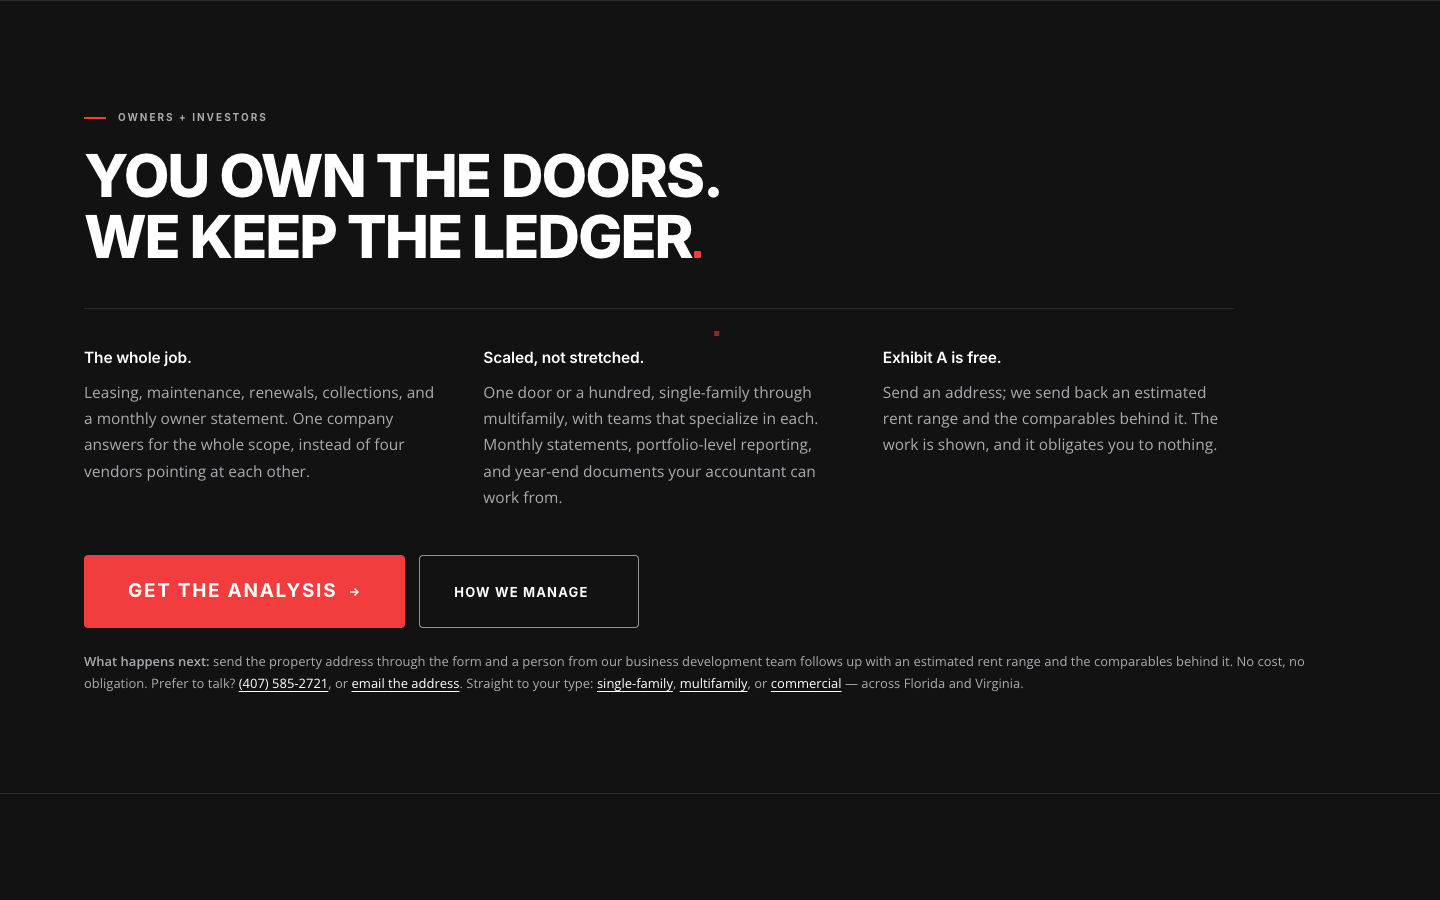 OWNERS + INVESTORS
YOU OWN THE DOORS.
WE KEEP THE LEDGER.
The whole job.
Leasing, maintenance, renewals, collections, and
a monthly owner statement. One company
answers for the whole scope, instead of four
vendors pointing at each other.
Scaled, not stretched.
One door or a hundred, single-family through
multifamily, with teams that specialize in each.
Monthly statements, portfolio-level reporting,
and year-end documents your accountant can
work from.
Exhibit A is free.
Send an address; we send back an estimated
rent range and the comparables behind it. The
work is shown, and it obligates you to nothing.
GET THE ANALYSIS →
HOW WE MANAGE
What happens next: send the property address through the form and a person from our business development team follows up with an estimated rent range and the comparables behind it. No cost, no
obligation. Prefer to talk? (407) 585-2721, or email the address. Straight to your type: single-family, multifamily, or commercial — across Florida and Virginia.